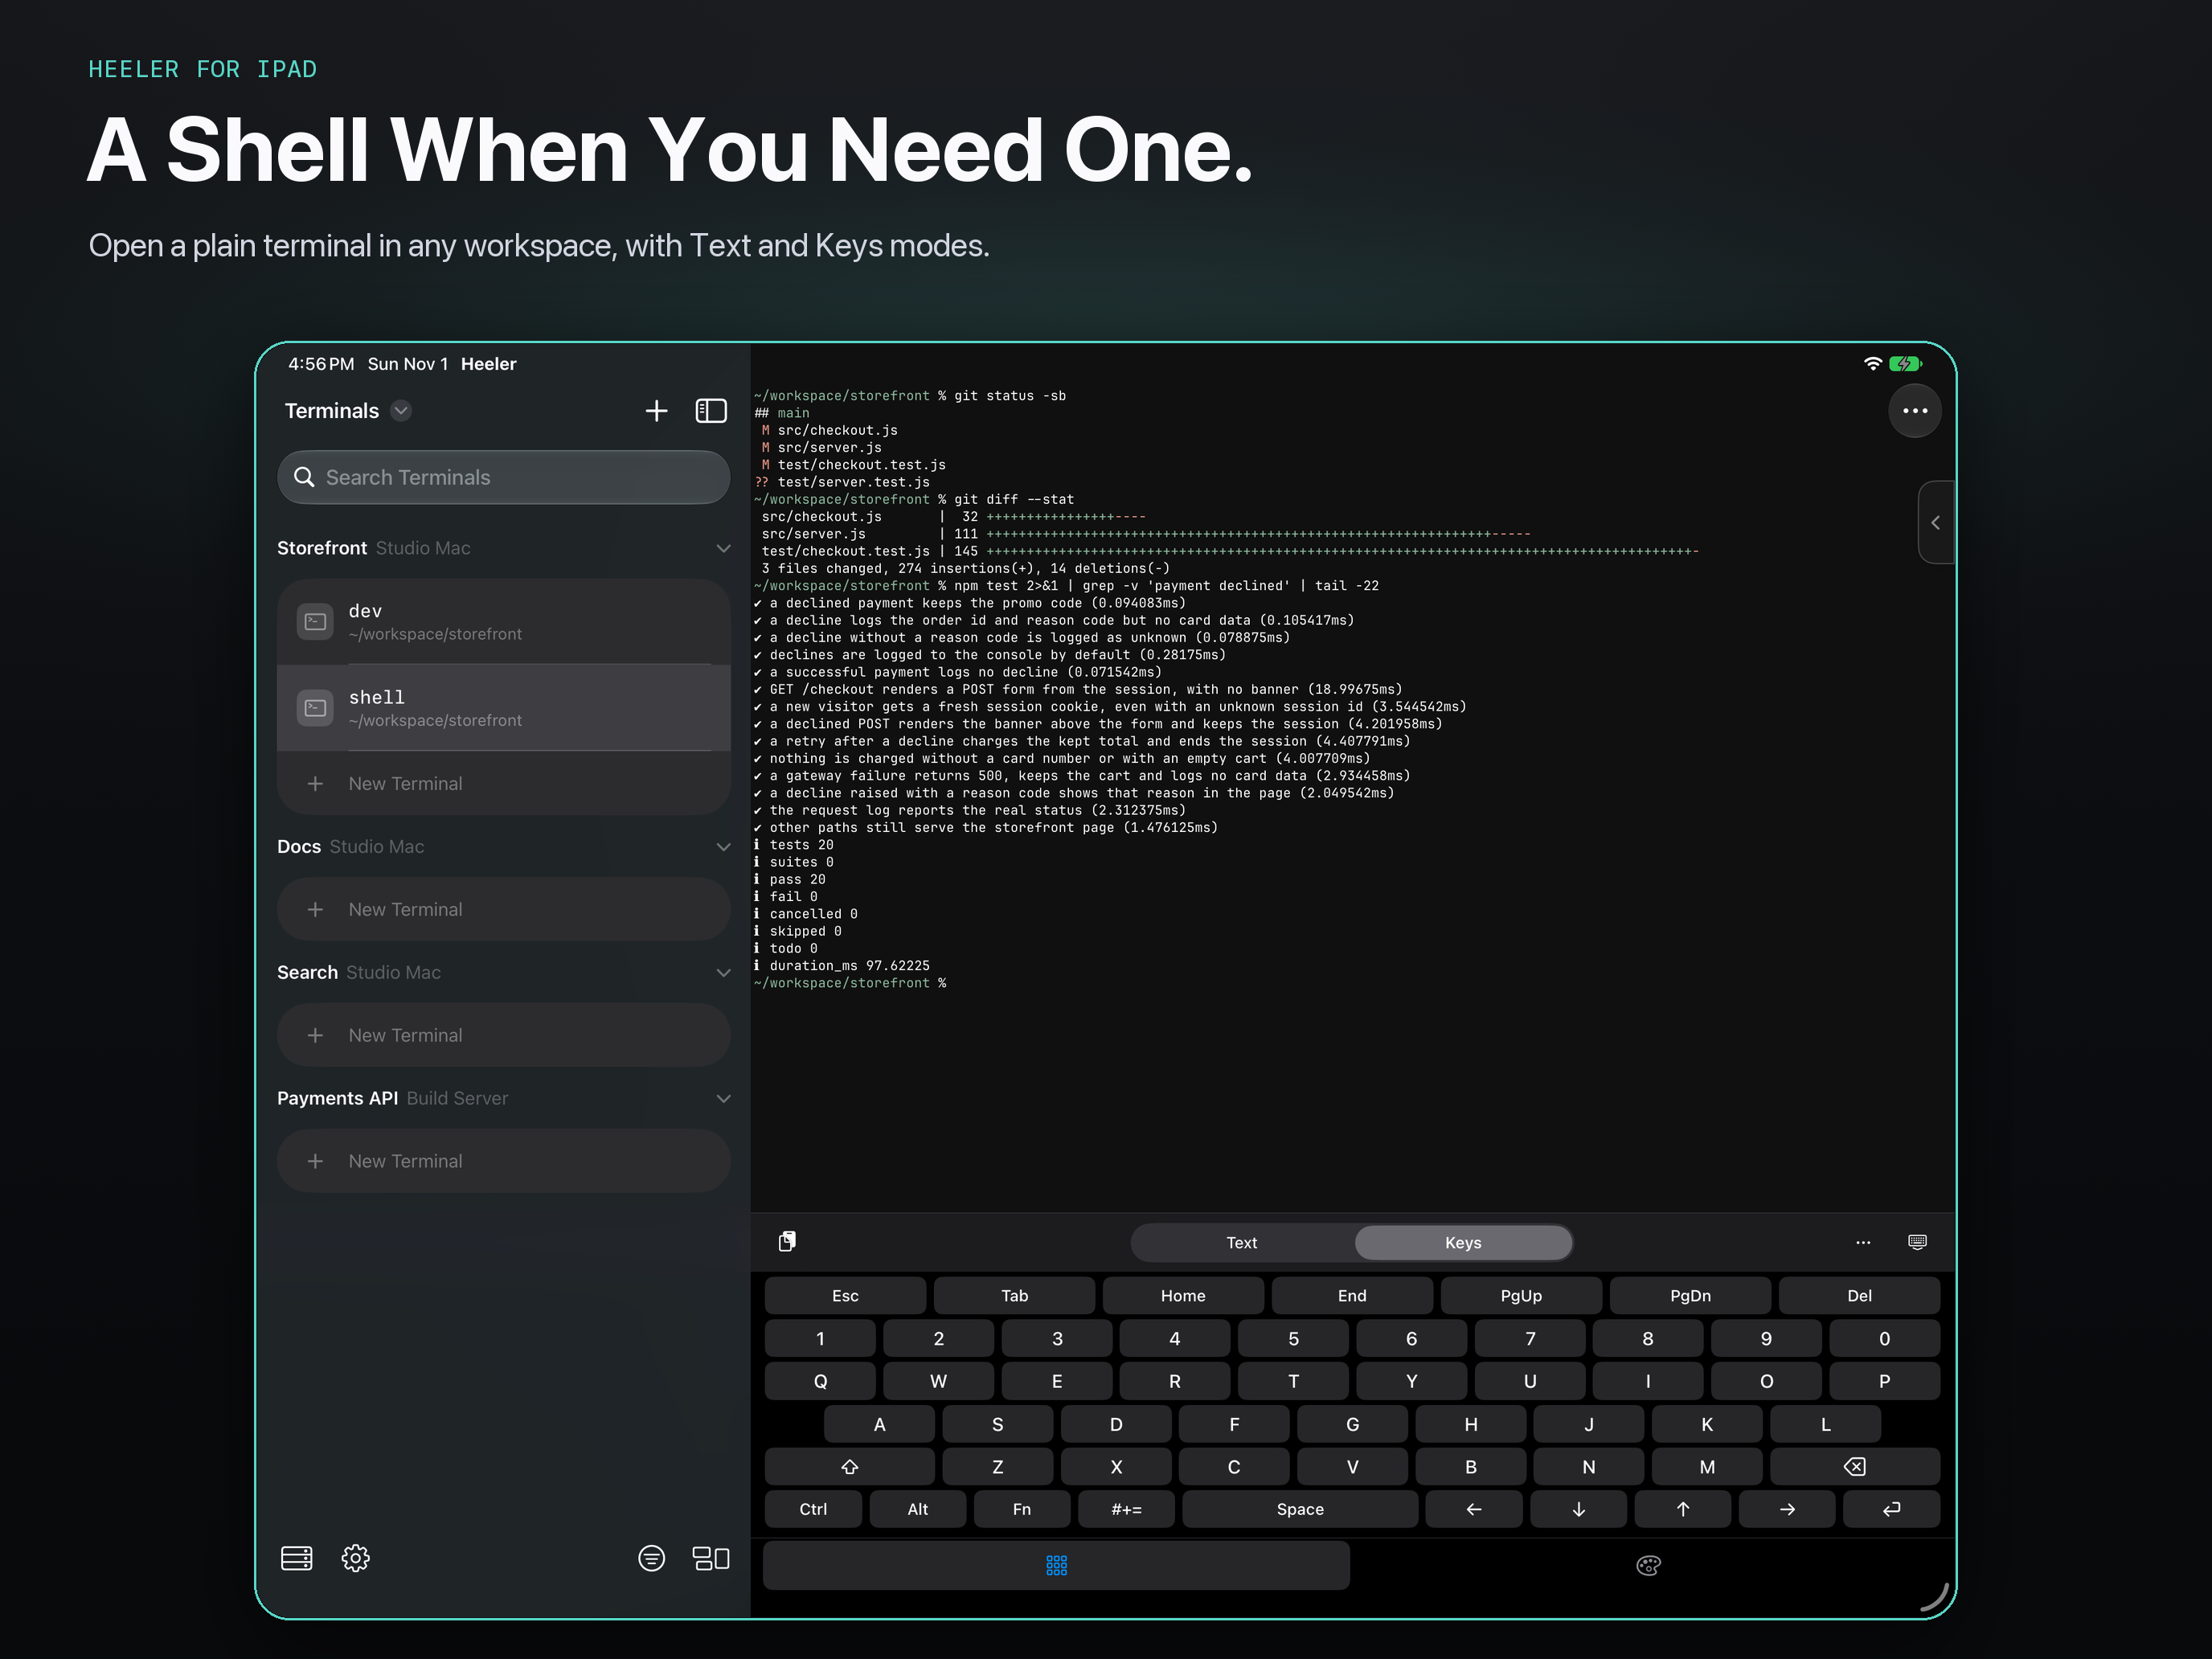 HEELER FOR IPAD
A Shell When You Need One.
Open a plain terminal in any workspace, with Text and Keys modes.
4:56 PM Sun Nov 1 Heeler
Terminals
Search Terminals
Storefront Studio Mac
dev
~/workspace/storefront
shell
~/workspace/storefront
New Terminal
Docs Studio Mac
New Terminal
Search Studio Mac
New Terminal
Payments API Build Server
New Terminal
~/workspace/storefront % git status -sb
## main
 M src/checkout.js
 M src/server.js
 M test/checkout.test.js
?? test/server.test.js
~/workspace/storefront % git diff --stat
 src/checkout.js       |  32 ++++++++++++++++----
 src/server.js         | 111 +++++++++++++++++++++++++++++++++++++++++++++++++++++++++++++++-----
 test/checkout.test.js | 145 ++++++++++++++++++++++++++++++++++++++++++++++++++++++++++++++++++++++++++++++++++++++++-
 3 files changed, 274 insertions(+), 14 deletions(-)
~/workspace/storefront % npm test 2>&1 | grep -v 'payment declined' | tail -22
✔ a declined payment keeps the promo code (0.094083ms)
✔ a decline logs the order id and reason code but no card data (0.105417ms)
✔ a decline without a reason code is logged as unknown (0.078875ms)
✔ declines are logged to the console by default (0.28175ms)
✔ a successful payment logs no decline (0.071542ms)
✔ GET /checkout renders a POST form from the session, with no banner (18.99675ms)
✔ a new visitor gets a fresh session cookie, even with an unknown session id (3.544542ms)
✔ a declined POST renders the banner above the form and keeps the session (4.201958ms)
✔ a retry after a decline charges the kept total and ends the session (4.407791ms)
✔ nothing is charged without a card number or with an empty cart (4.007709ms)
✔ a gateway failure returns 500, keeps the cart and logs no card data (2.934458ms)
✔ a decline raised with a reason code shows that reason in the page (2.049542ms)
✔ the request log reports the real status (2.312375ms)
✔ other paths still serve the storefront page (1.476125ms)
ℹ tests 20
ℹ suites 0
ℹ pass 20
ℹ fail 0
ℹ cancelled 0
ℹ skipped 0
ℹ todo 0
ℹ duration_ms 97.62225
~/workspace/storefront %
Text Keys
Esc Tab Home End PgUp PgDn Del
1 2 3 4 5 6 7 8 9 0
Q W E R T Y U I O P
A S D F G H J K L
Z X C V B N M
Ctrl Alt Fn #+= Space ← ↓ ↑ →